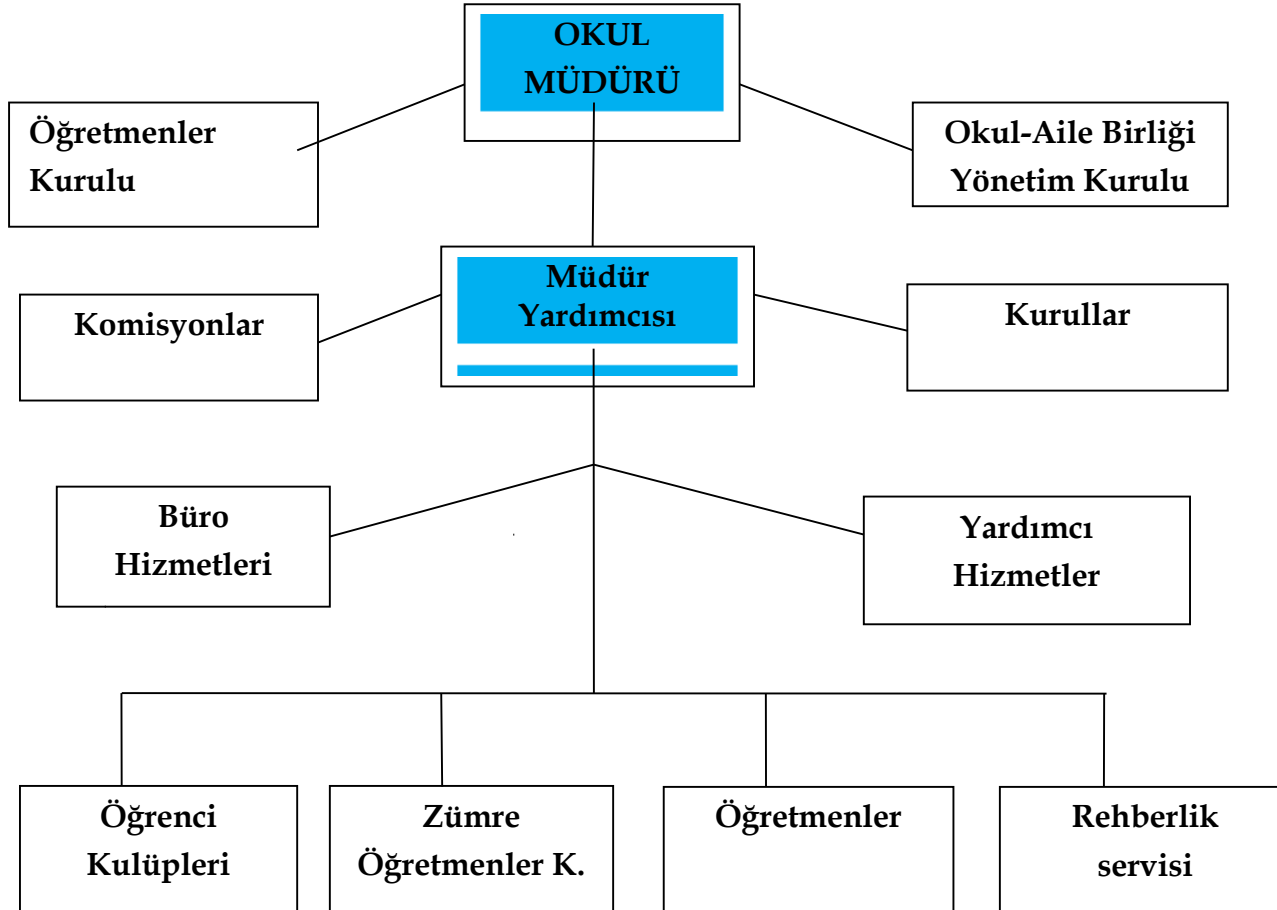 OKUL
MÜDÜRÜ
Öğretmenler
Kurulu
Okul-Aile Birliği
Yönetim Kurulu
Müdür
Yardımcısı
Komisyonlar
Kurullar
Büro
Hizmetleri
Yardımcı
Hizmetler
Öğrenci
Kulüpleri
Zümre
Öğretmenler K.
Öğretmenler
Rehberlik
servisi